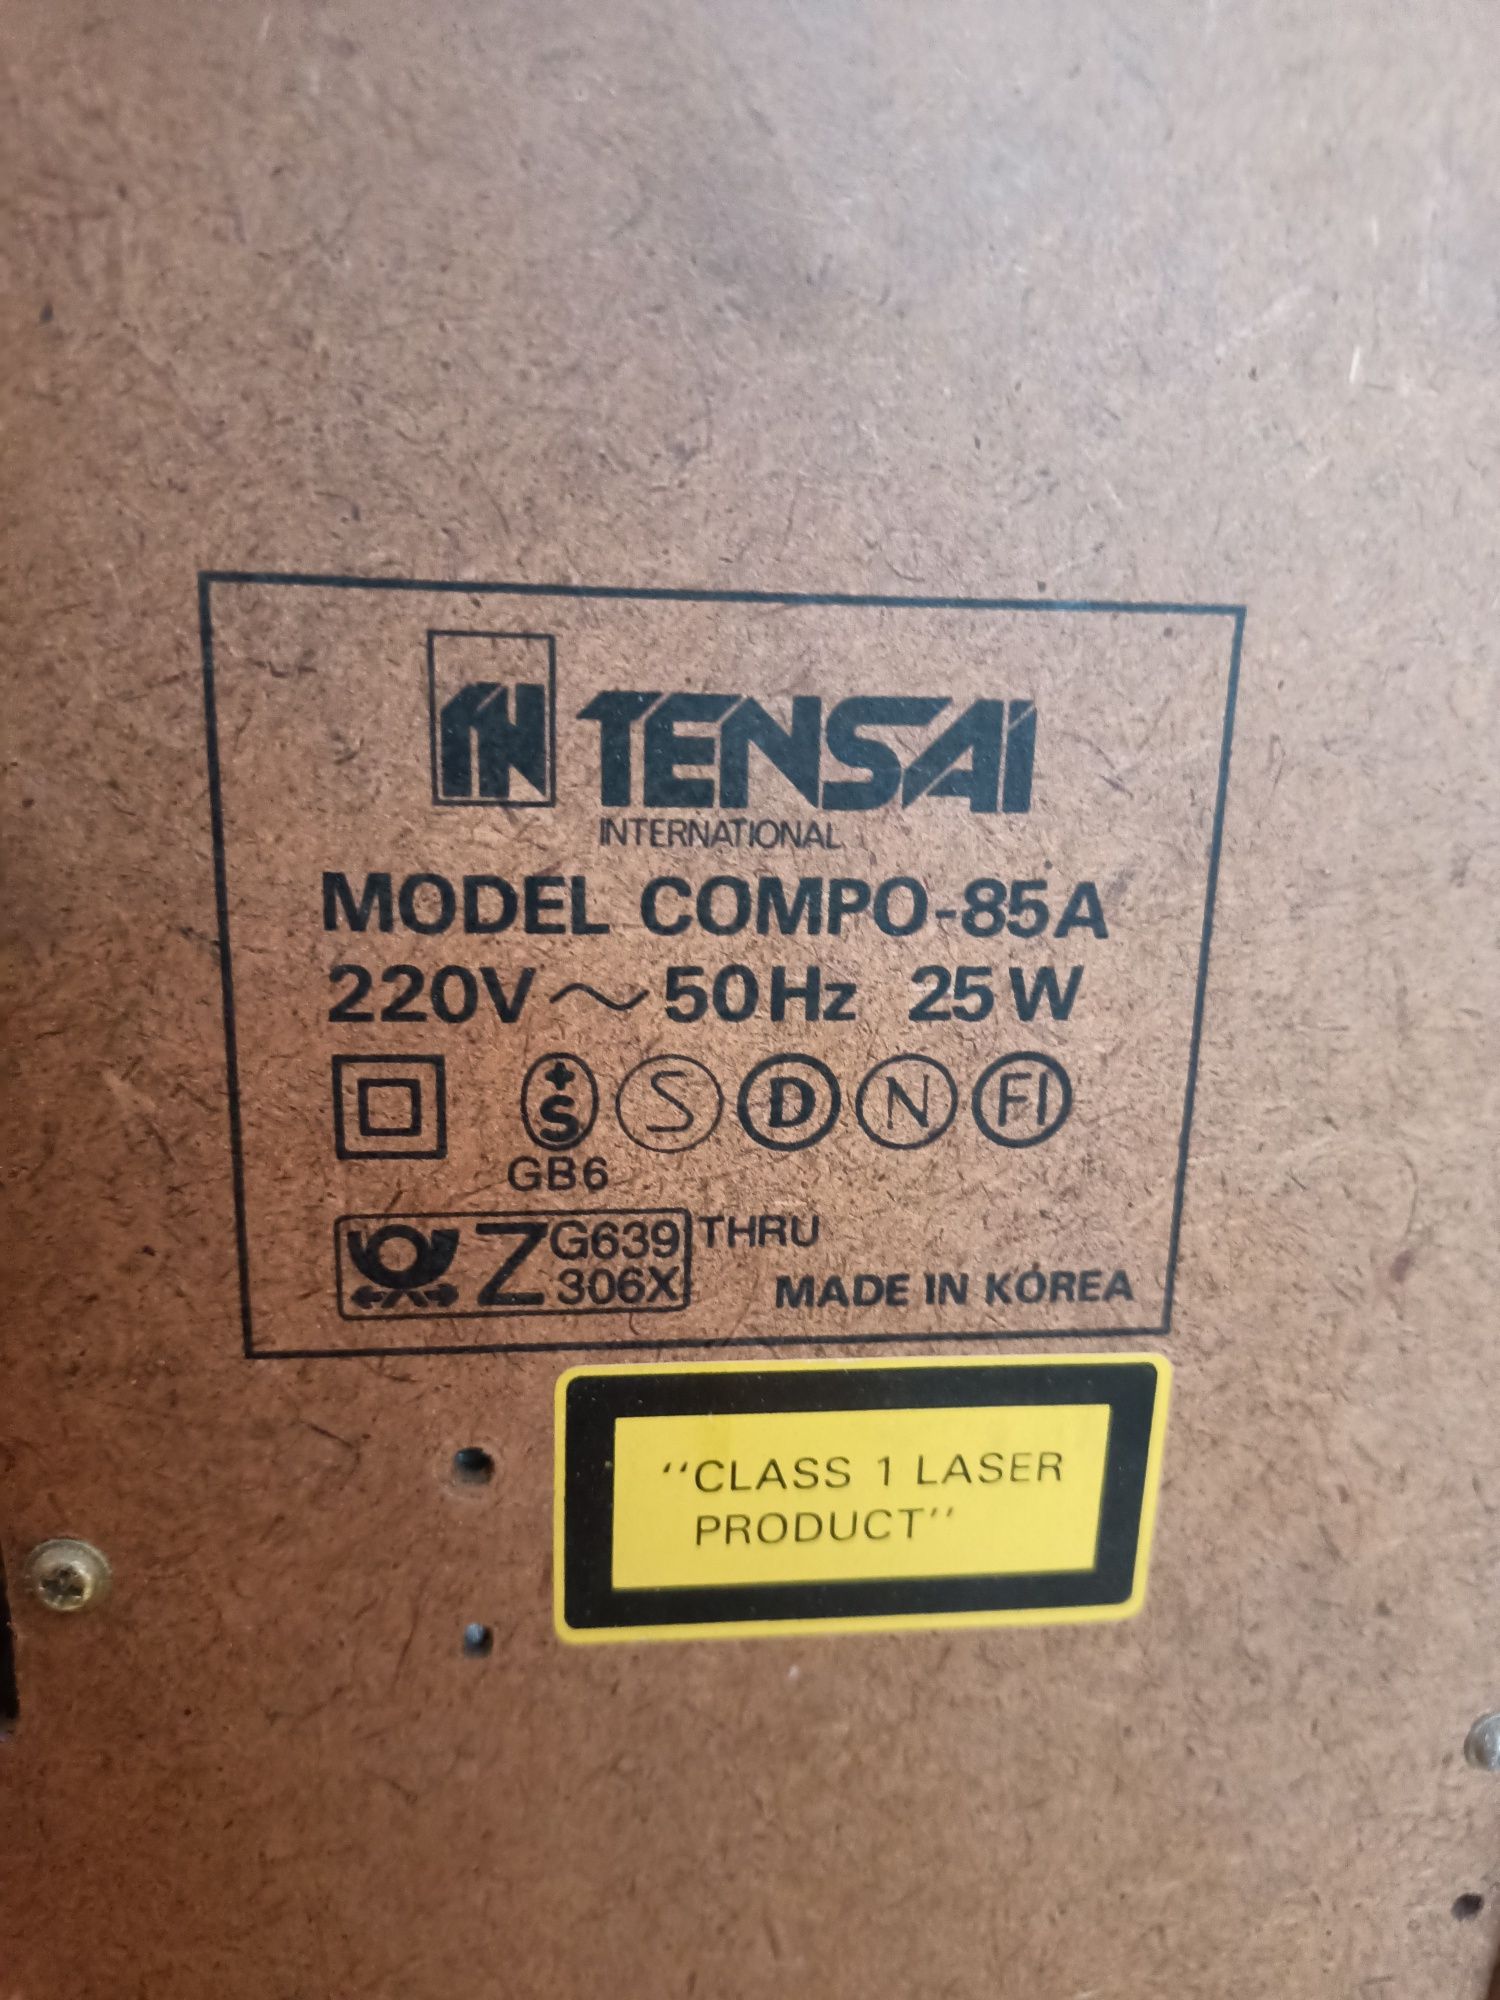 TENSAI
INTERNATIONAL
MODEL COMPO-85A
220V ~ 50Hz 25W
+S S D N FI
GB6
Z G639 THRU
306X
MADE IN KOREA
"CLASS 1 LASER
PRODUCT"